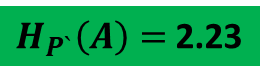 H_P`(A) = 2.23